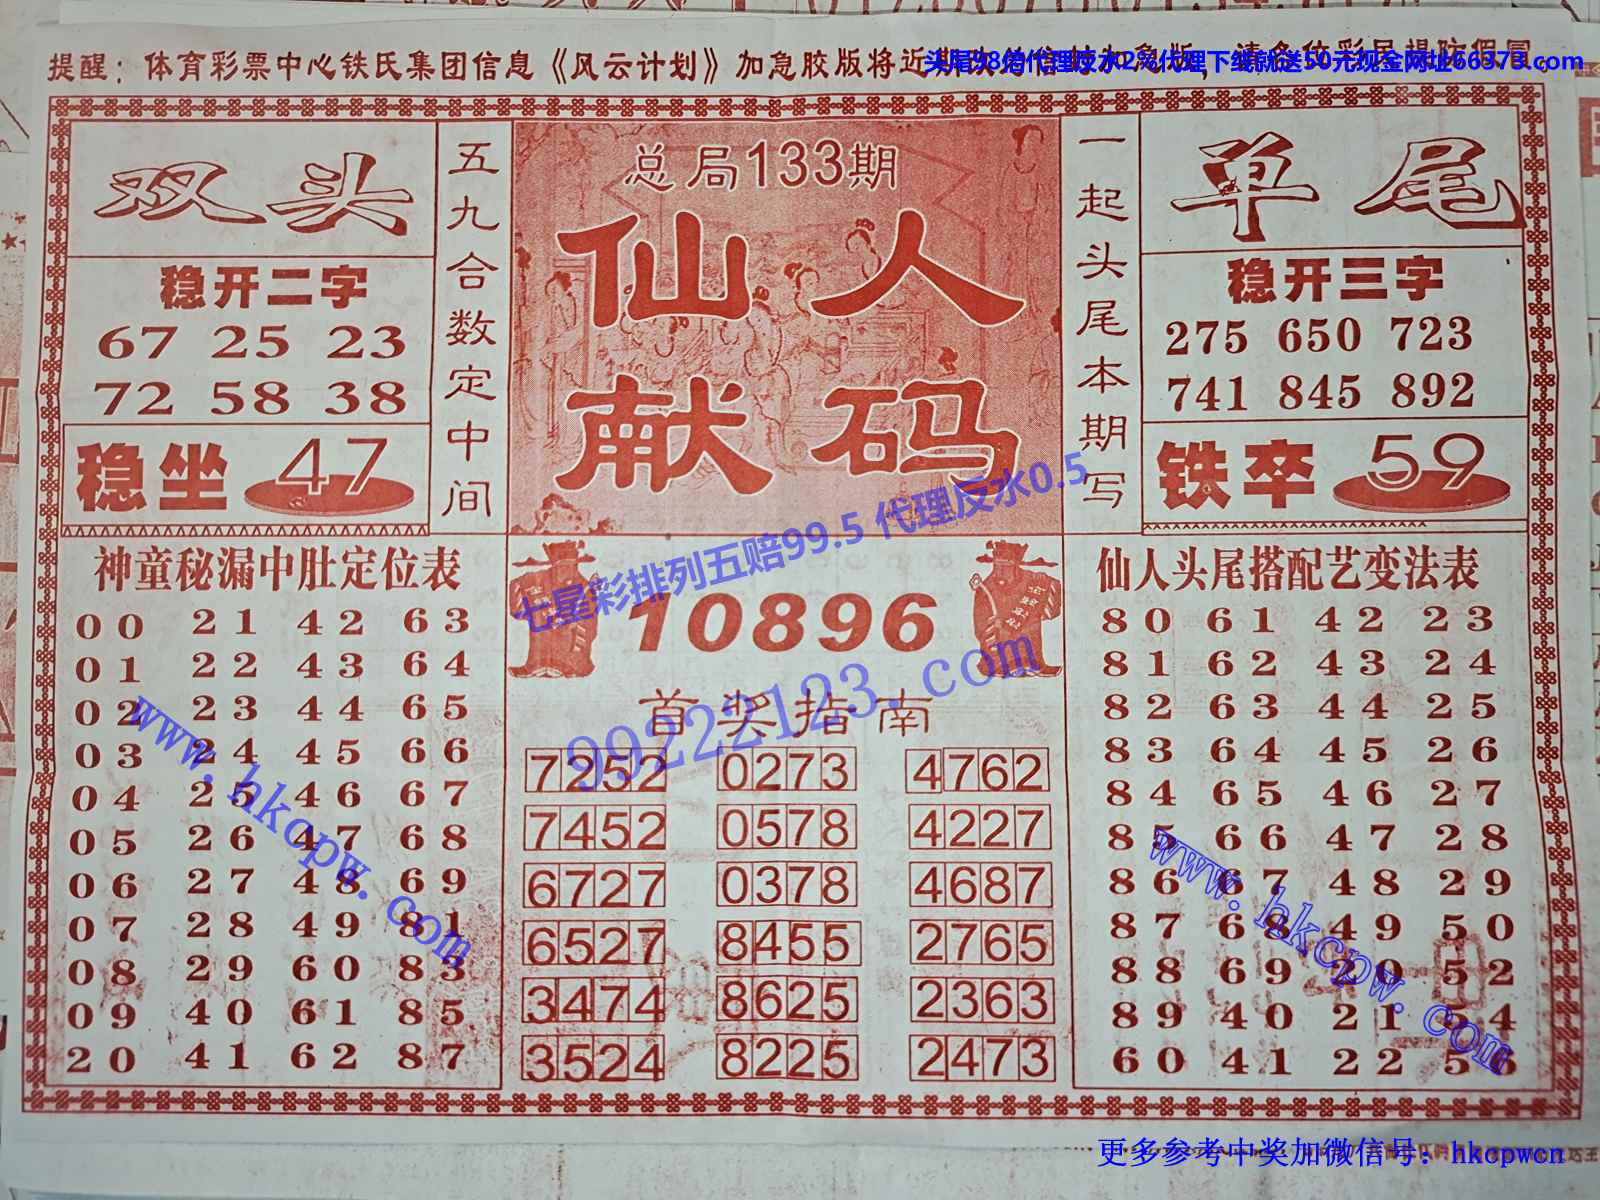 提醒：体育彩票中心铁氏集团信息《风云计划》加急胶版将近期
头尾98倍代理反水2%代理下线就送50元现金网址66373.com
双头
稳开二字
67 25 23
72 58 38
稳坐 47
五九合数定中间
总局133期
仙人
献码
一起头尾本期写
单尾
稳开三字
275 650 723
741 845 892
铁卒 59
七星彩排列五赔99.5 代理反水0.5
神童秘漏中肚定位表
00 21 42 63
01 22 43 64
02 23 44 65
03 24 45 66
04 25 46 67
05 26 47 68
06 27 48 69
07 28 49 81
08 29 60 83
09 40 61 85
20 41 62 87
www.hkcpw.com
10896
99222123.com
首奖指南
7252 0273 4762
7452 0578 4227
6727 0378 4687
6527 8455 2765
3474 8625 2363
3524 8225 2473
仙人头尾搭配艺变法表
80 61 42 23
81 62 43 24
82 63 44 25
83 64 45 26
84 65 46 27
85 66 47 28
86 67 48 29
87 68 49 50
88 69 20 52
89 40 21 54
60 41 22 56
www.hkcpw.com
更多参考中奖加微信号：hkcpwcn